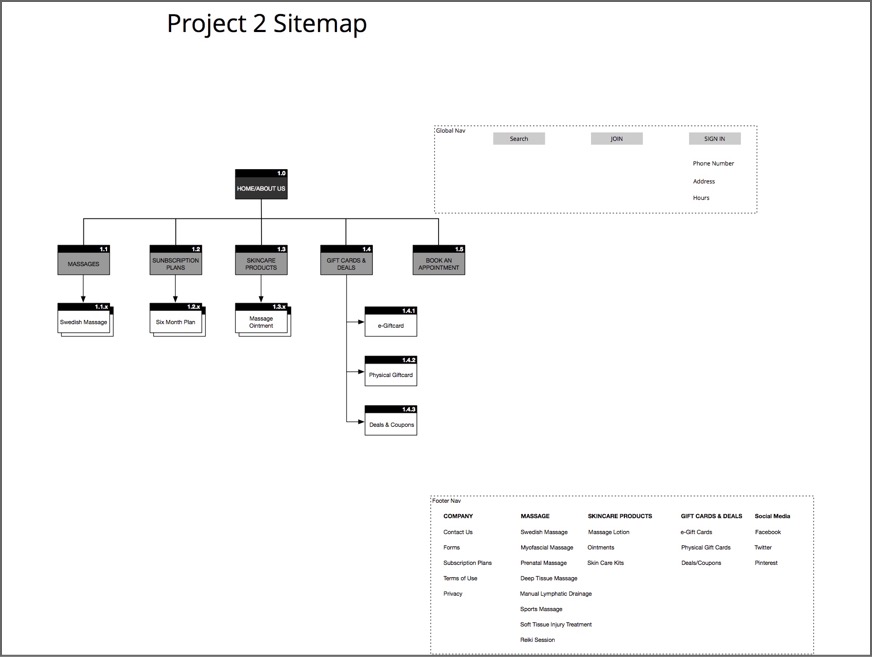 Project 2 Sitemap
Global Nav
Search
JOIN
SIGN IN
Phone Number
Address
Hours
1.0
HOME/ABOUT US
1.1
MASSAGES
1.2
SUNBSCRIPTION
PLANS
1.3
SKINCARE
PRODUCTS
1.4
GIFT CARDS &
DEALS
1.5
BOOK AN
APPOINTMENT
1.1.x
Swedish Massage
1.2.x
Six Month Plan
1.3.x
Massage
Ointment
1.4.1
e-Giftcard
1.4.2
Physical Giftcard
1.4.3
Deals & Coupons
Footer Nav
COMPANY
Contact Us
Forms
Subscription Plans
Terms of Use
Privacy
MASSAGE
Swedish Massage
Myofascial Massage
Prenatal Massage
Deep Tissue Massage
Manual Lymphatic Drainage
Sports Massage
Soft Tissue Injury Treatment
Reiki Session
SKINCARE PRODUCTS
Massage Lotion
Ointments
Skin Care Kits
GIFT CARDS & DEALS
e-Gift Cards
Physical Gift Cards
Deals/Coupons
Social Media
Facebook
Twitter
Pinterest